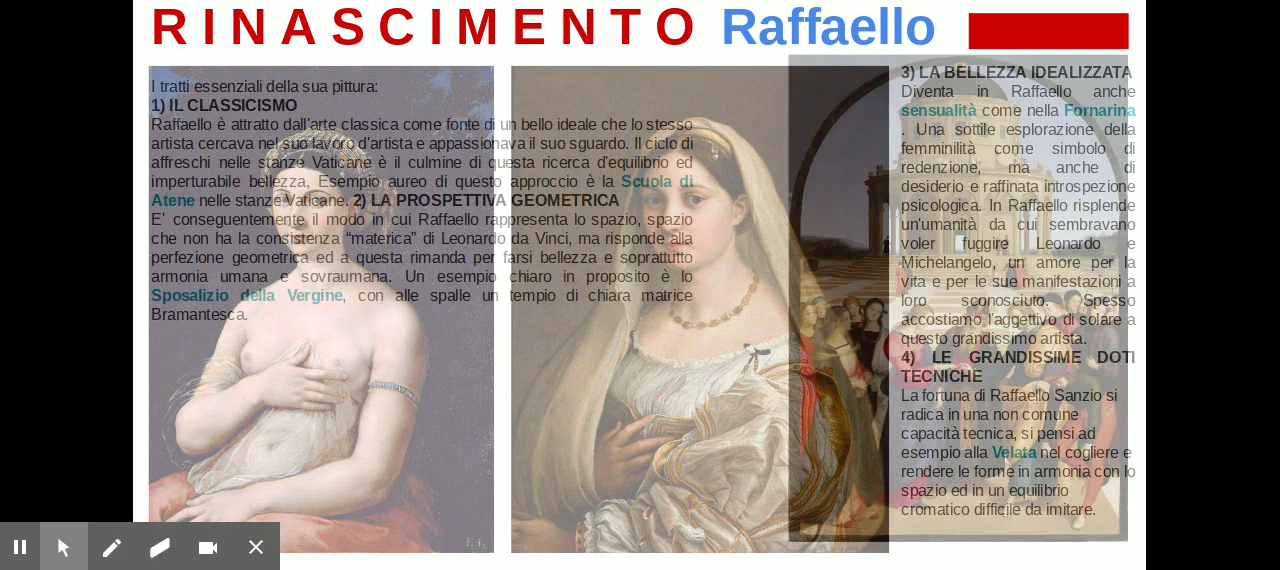 RINASCIMENTO Raffaello
I tratti essenziali della sua pittura:
1) IL CLASSICISMO
Raffaello è attratto dall'arte classica come fonte di un bello ideale che lo stesso
artista cercava nel suo lavoro d'artista e appassionava il suo sguardo. Il ciclo di
affreschi nelle stanze Vaticane è il culmine di questa ricerca d'equilibrio ed
imperturbabile bellezza, Esempio aureo di questo approccio è la Scuola di
Atene nelle stanze Vaticane. 2) LA PROSPETTIVA GEOMETRICA
E' conseguentemente il modo in cui Raffaello rappresenta lo spazio, spazio
che non ha la consistenza “materica” di Leonardo da Vinci, ma risponde alla
perfezione geometrica ed a questa rimanda per farsi bellezza e soprattutto
armonia umana e sovraumana. Un esempio chiaro in proposito è lo
Sposalizio della Vergine, con alle spalle un tempio di chiara matrice
Bramantesca.
3) LA BELLEZZA IDEALIZZATA
Diventa in Raffaello anche
sensualità come nella Fornarina
. Una sottile esplorazione della
femminilità come simbolo di
redenzione, ma anche di
desiderio e raffinata introspezione
psicologica. In Raffaello risplende
un'umanità da cui sembravano
voler fuggire Leonardo e
Michelangelo, un amore per la
vita e per le sue manifestazioni a
loro sconosciuto. Spesso
accostiamo l'aggettivo di solare a
questo grandissimo artista.
4) LE GRANDISSIME DOTI
TECNICHE
La fortuna di Raffaello Sanzio si
radica in una non comune
capacità tecnica, si pensi ad
esempio alla Velata nel cogliere e
rendere le forme in armonia con lo
spazio ed in un equilibrio
cromatico difficile da imitare.